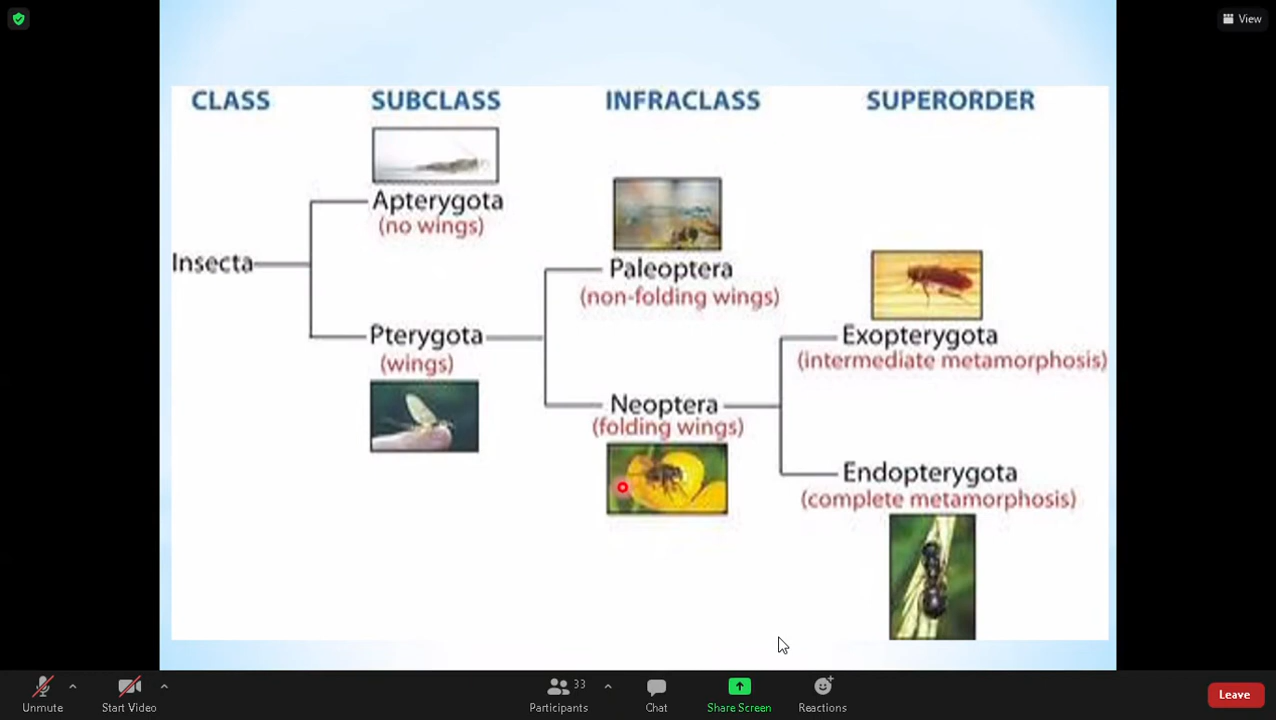 View
CLASS SUBCLASS INFRACLASS SUPERORDER
Apterygota
(no wings)
Insecta
Paleoptera
(non-folding wings)
Pterygota
(wings)
Exopterygota
(intermediate metamorphosis)
Neoptera
(folding wings)
Endopterygota
(complete metamorphosis)
33
Unmute Start Video Participants Chat Share Screen Reactions Leave